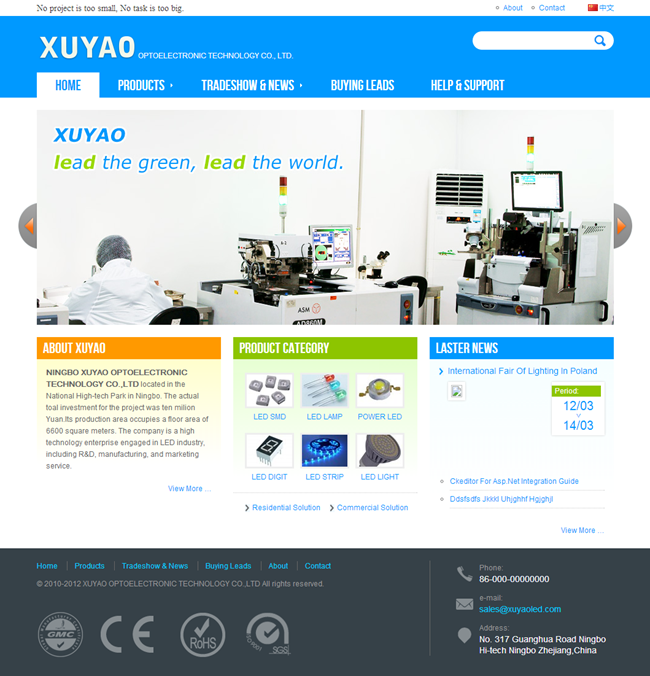 No project is too small, No task is too big.
About
Contact
中文
XUYAO OPTOELECTRONIC TECHNOLOGY CO., LTD.
HOME
PRODUCTS
TRADESHOW & NEWS
BUYING LEADS
HELP & SUPPORT
XUYAO
lead the green, lead the world.
ASM
ABOUT XUYAO
NINGBO XUYAO OPTOELECTRONIC
TECHNOLOGY CO.,LTD located in the
National High-tech Park in Ningbo. The actual
toal investment for the project was ten milion
Yuan.Its production area occupies a floor area of
6600 square meters. The company is a high
technology enterprise engaged in LED industry,
including R&D, manufacturing, and marketing
service.
View More ...
PRODUCT CATEGORY
LED SMD
LED LAMP
POWER LED
LED DIGIT
LED STRIP
LED LIGHT
Residential Solution
Commercial Solution
LASTER NEWS
International Fair Of Lighting In Poland
Period:
12/03
14/03
Ckeditor For Asp.Net Integration Guide
Ddsfsdfs Jkkkl Uhjghhf Hgjghjl
View More ...
Home
Products
Tradeshow & News
Buying Leads
About
Contact
© 2010-2012 XUYAO OPTOELECTRONIC TECHNOLOGY CO.,LTD All rights reserved.
GMC
CE
RoHS
SGS
Phone:
86-000-00000000
e-mail:
sales@xuyaoled.com
Address:
No. 317 Guanghua Road Ningbo
Hi-tech Ningbo Zhejiang,China